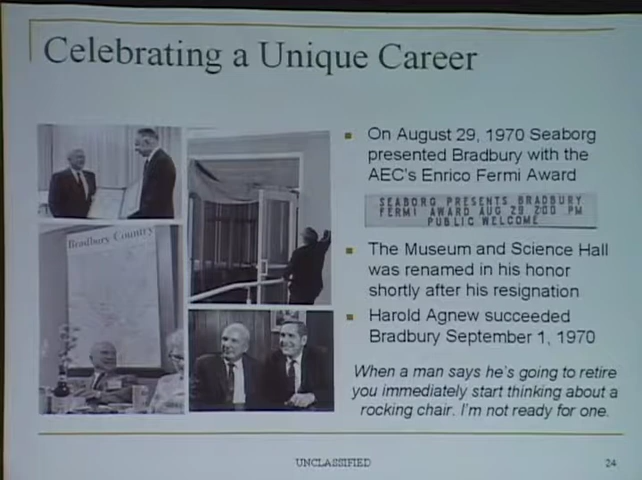 Celebrating a Unique Career
On August 29, 1970 Seaborg
presented Bradbury with the
AEC's Enrico Fermi Award
SEABORG PRESENTS BRADBURY
FERMI AWARD AUG 29 2:00 PM
PUBLIC WELCOME
Bradbury Country
The Museum and Science Hall
was renamed in his honor
shortly after his resignation
Harold Agnew succeeded
Bradbury September 1, 1970
When a man says he's going to retire
you immediately start thinking about a
rocking chair. I'm not ready for one.
UNCLASSIFIED
24